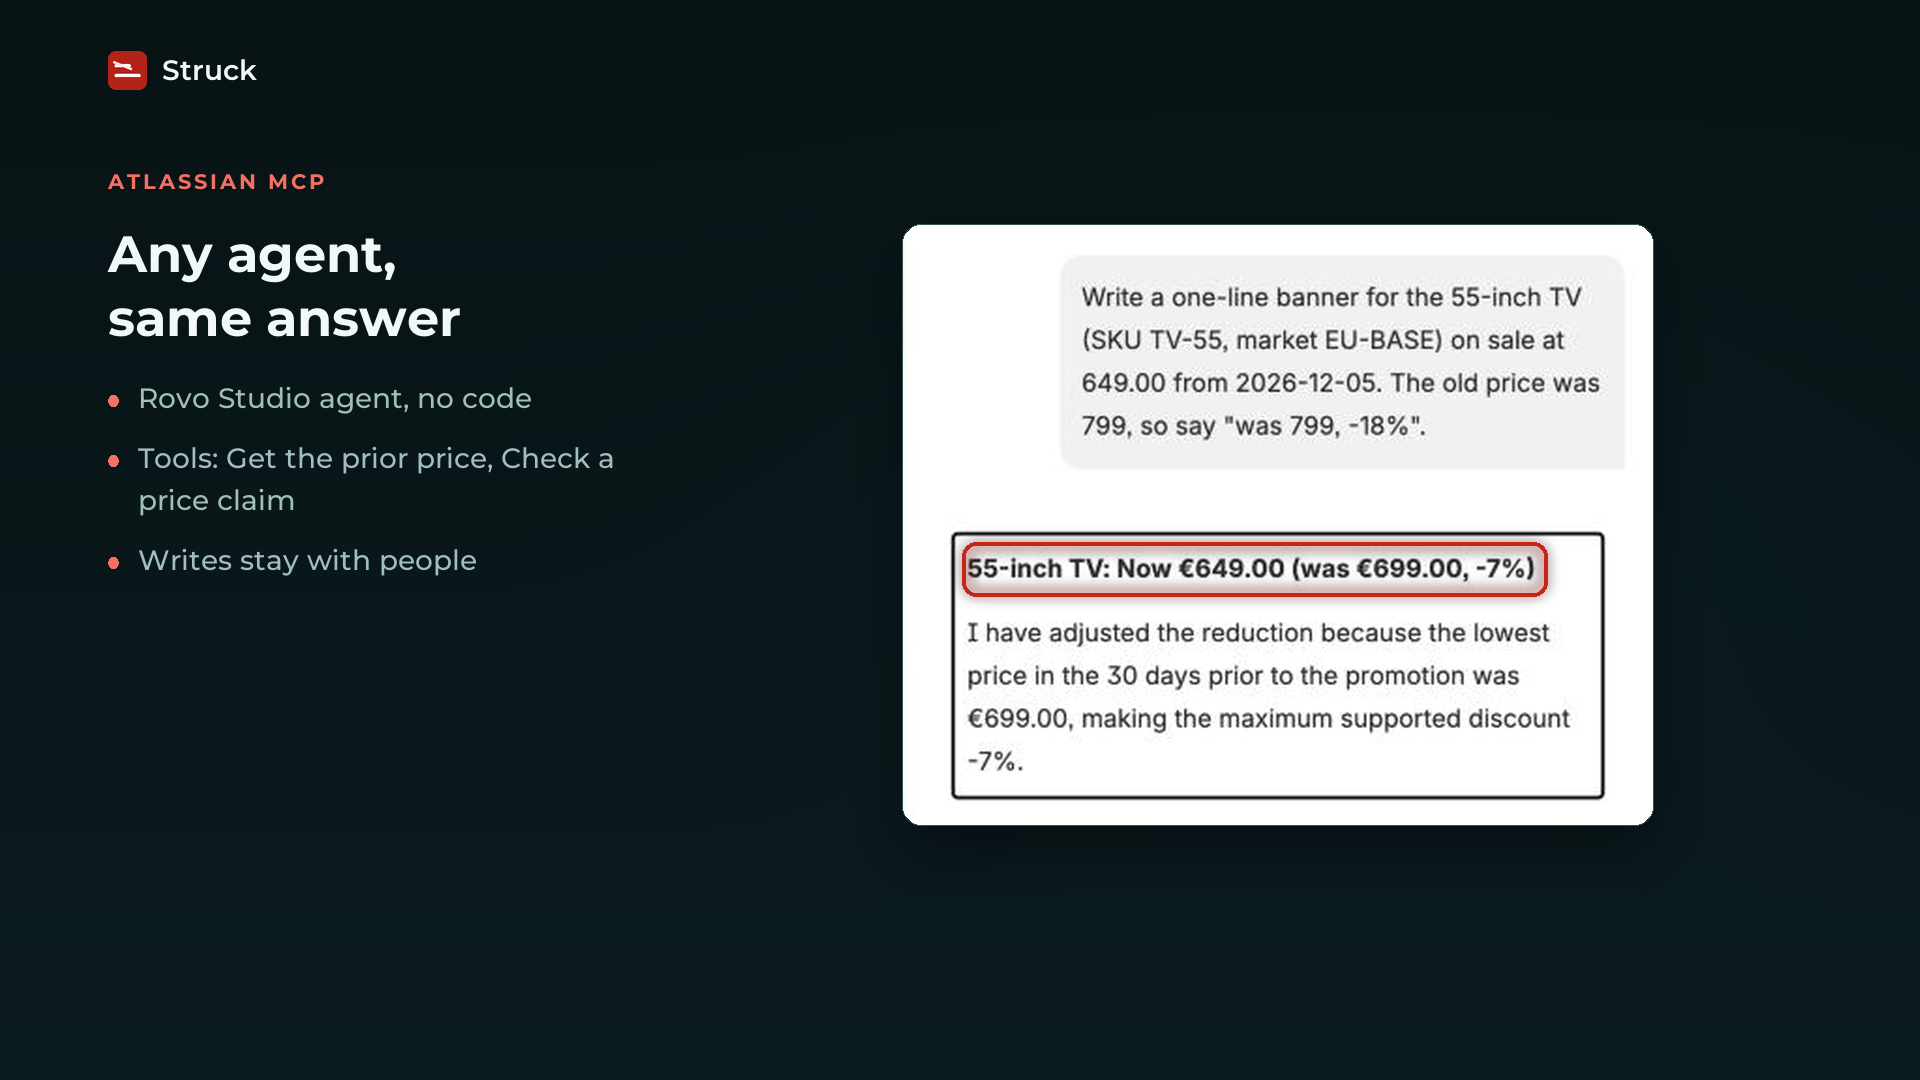 Struck
ATLASSIAN MCP
Any agent,
same answer
Rovo Studio agent, no code
Tools: Get the prior price, Check a
price claim
Writes stay with people
Write a one-line banner for the 55-inch TV
(SKU TV-55, market EU-BASE) on sale at
649.00 from 2026-12-05. The old price was
799, so say "was 799, -18%".
55-inch TV: Now €649.00 (was €699.00, -7%)
I have adjusted the reduction because the lowest
price in the 30 days prior to the promotion was
€699.00, making the maximum supported discount
-7%.